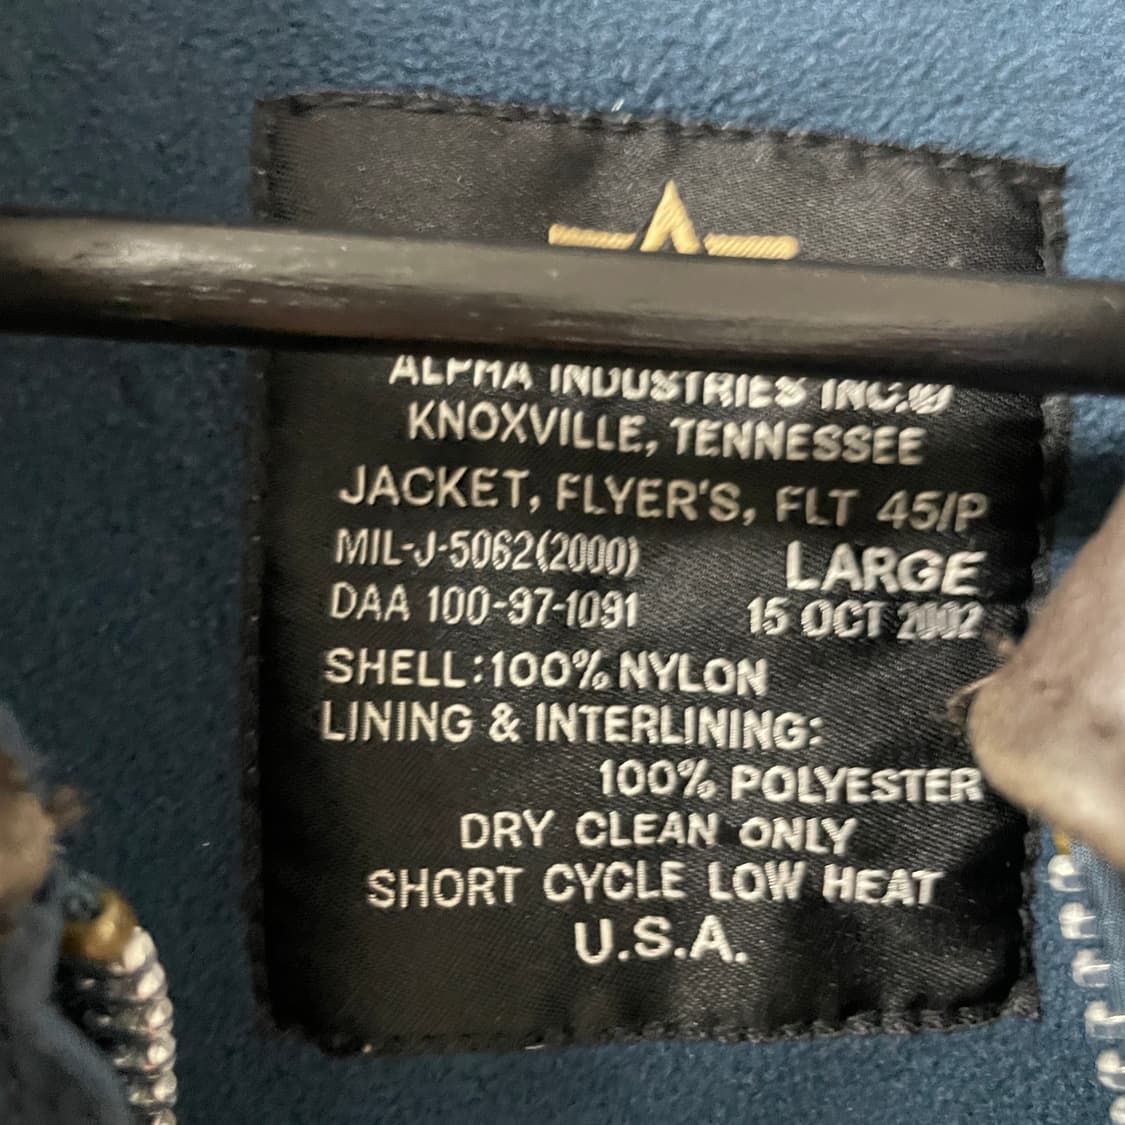 ALPHA INDUSTRIES INC.®
KNOXVILLE, TENNESSEE
JACKET, FLYER'S, FLT 45/P
MIL-J-5062(2000) LARGE
DAA 100-97-1091 15 OCT 2002
SHELL:100% NYLON
LINING & INTERLINING:
100% POLYESTER
DRY CLEAN ONLY
SHORT CYCLE LOW HEAT
U.S.A.